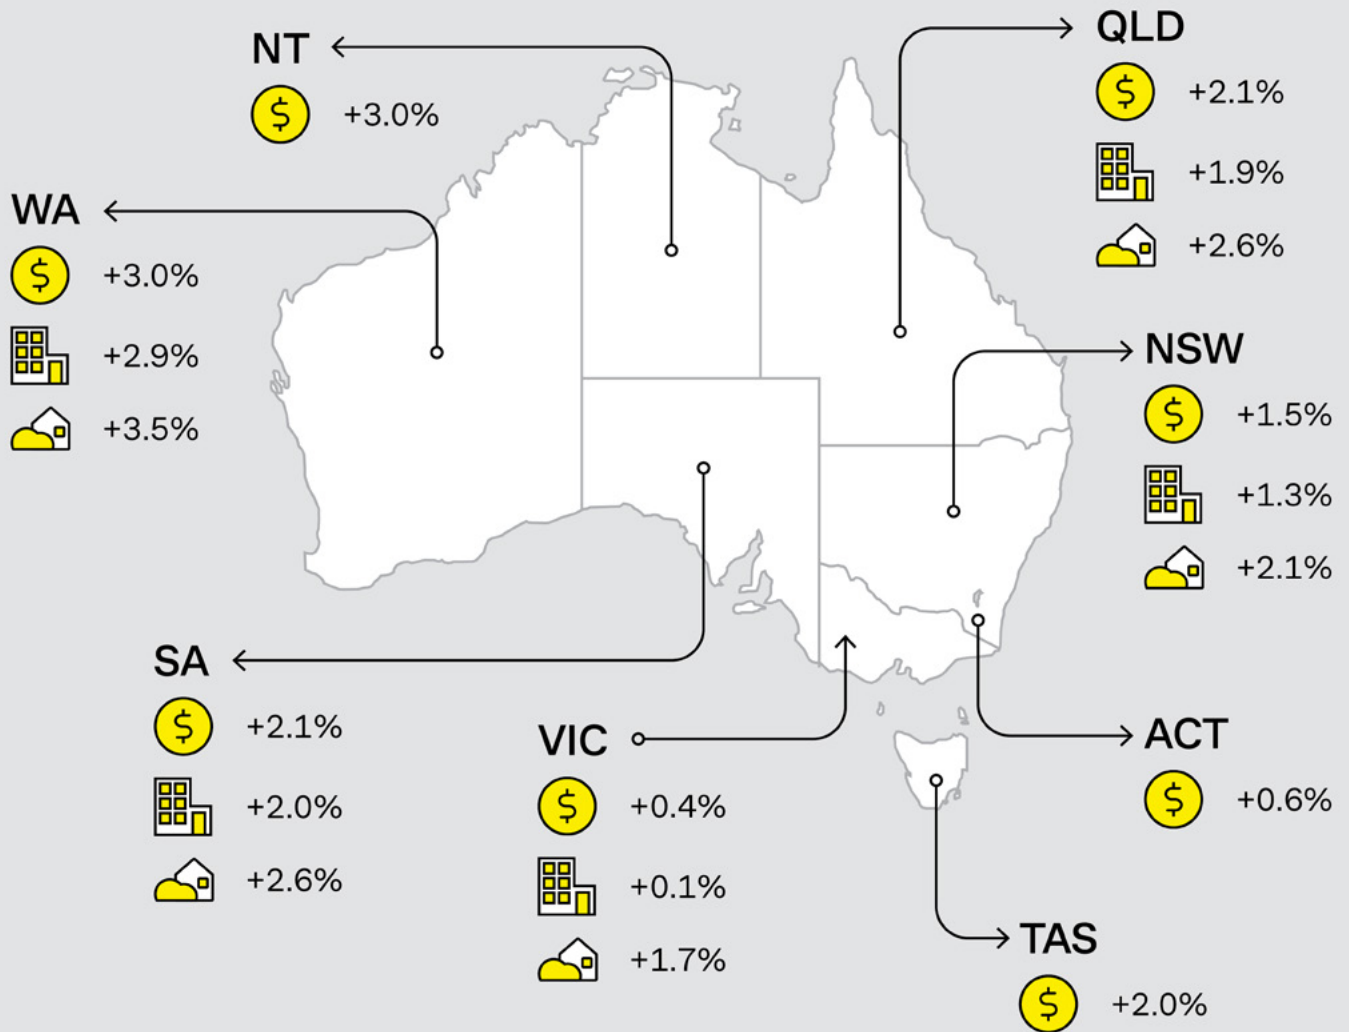 NT
$ +3.0%
QLD
$ +2.1%
+1.9%
+2.6%
WA
$ +3.0%
+2.9%
+3.5%
NSW
$ +1.5%
+1.3%
+2.1%
SA
$ +2.1%
+2.0%
+2.6%
VIC
$ +0.4%
+0.1%
+1.7%
ACT
$ +0.6%
TAS
$ +2.0%